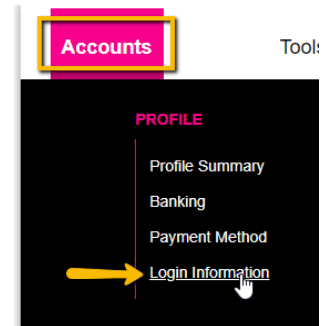 Accounts
Tools
PROFILE
Profile Summary
Banking
Payment Method
Login Information